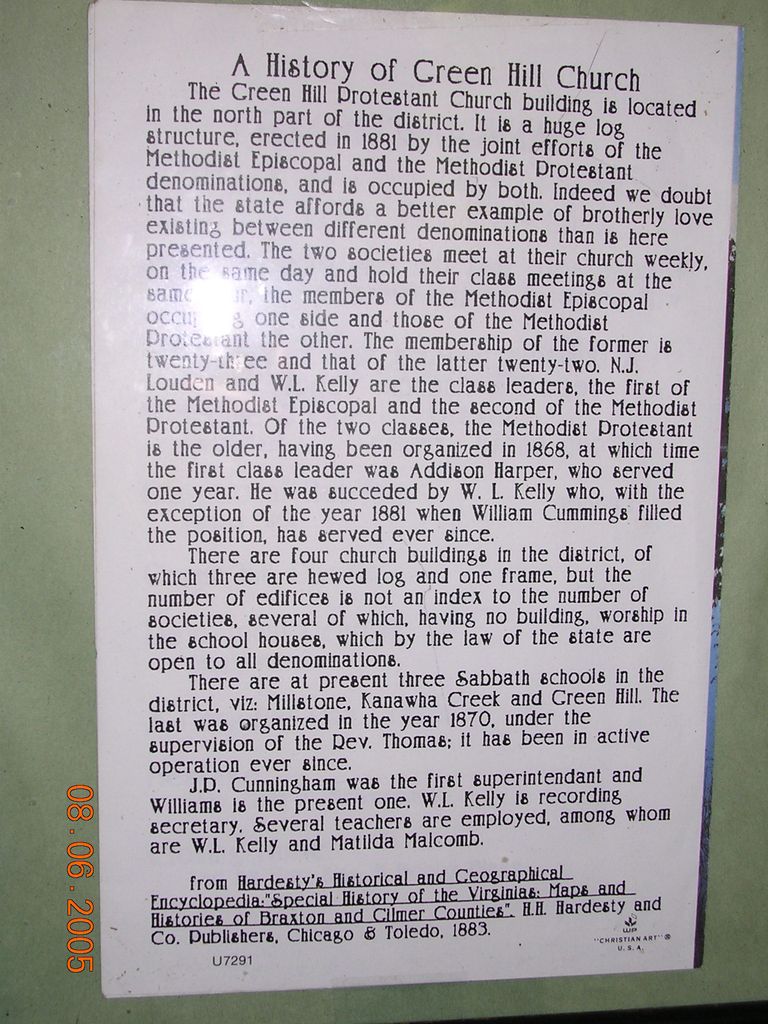 A History of Green Hill Church
The Green Hill Protestant Church building is located
in the north part of the district. It is a huge log
structure, erected in 1881 by the joint efforts of the
Methodist Episcopal and the Methodist Protestant
denominations, and is occupied by both. Indeed we doubt
that the state affords a better example of brotherly love
existing between different denominations than is here
presented. The two societies meet at their church weekly,
on the same day and hold their class meetings at the
same the members of the Methodist Episcopal
one side and those of the Methodist
Protestant the other. The membership of the former is
twenty-three and that of the latter twenty-two. N.J.
Louden and W.L. Kelly are the class leaders, the first of
the Methodist Episcopal and the second of the Methodist
Protestant. Of the two classes, the Methodist Protestant
is the older, having been organized in 1868, at which time
the first class leader was Addison Harper, who served
one year. He was succeded by W. L. Kelly who, with the
exception of the year 1881 when William Cummings filled
the position, has served ever since.
There are four church buildings in the district, of
which three are hewed log and one frame, but the
number of edifices is not an index to the number of
societies, several of which, having no building, worship in
the school houses, which by the law of the state are
open to all denominations.
There are at present three Sabbath schools in the
district, viz: Millstone, Kanawha Creek and Green Hill. The
last was organized in the year 1870, under the
supervision of the Rev. Thomas; it has been in active
operation ever since.
J.P. Cunningham was the first superintendant and
Williams is the present one. W.L. Kelly is recording
secretary. Several teachers are employed, among whom
are W.L. Kelly and Matilda Malcomb.
from Hardesty's Historical and Geographical
Encyclopedia:"Special History of the Virginias: Maps and
Histories of Braxton and Gilmer Counties". H.H. Hardesty and
Co. Publishers, Chicago & Toledo, 1883.
WP
"CHRISTIAN ART" ®
U.S.A.
U7291
08.06.2005